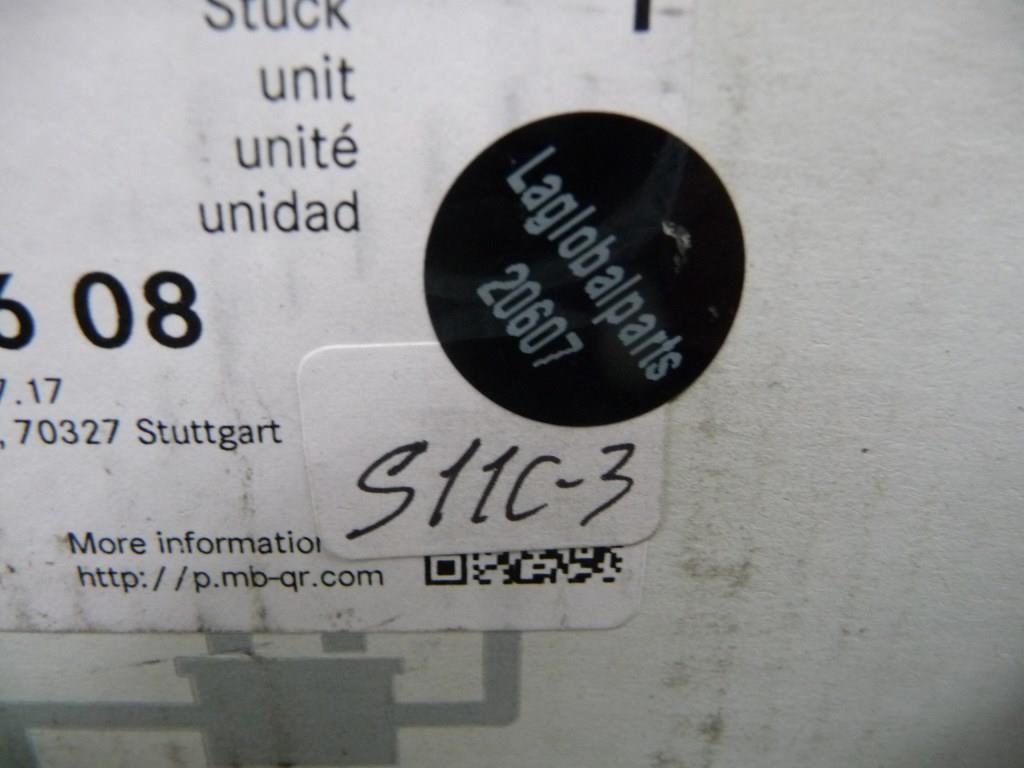 Stück
unit
unité
unidad
Laglobalparts
20607
6 08
7.17
, 70327 Stuttgart
S11C-3
More informatio
http://p.mb-qr.com